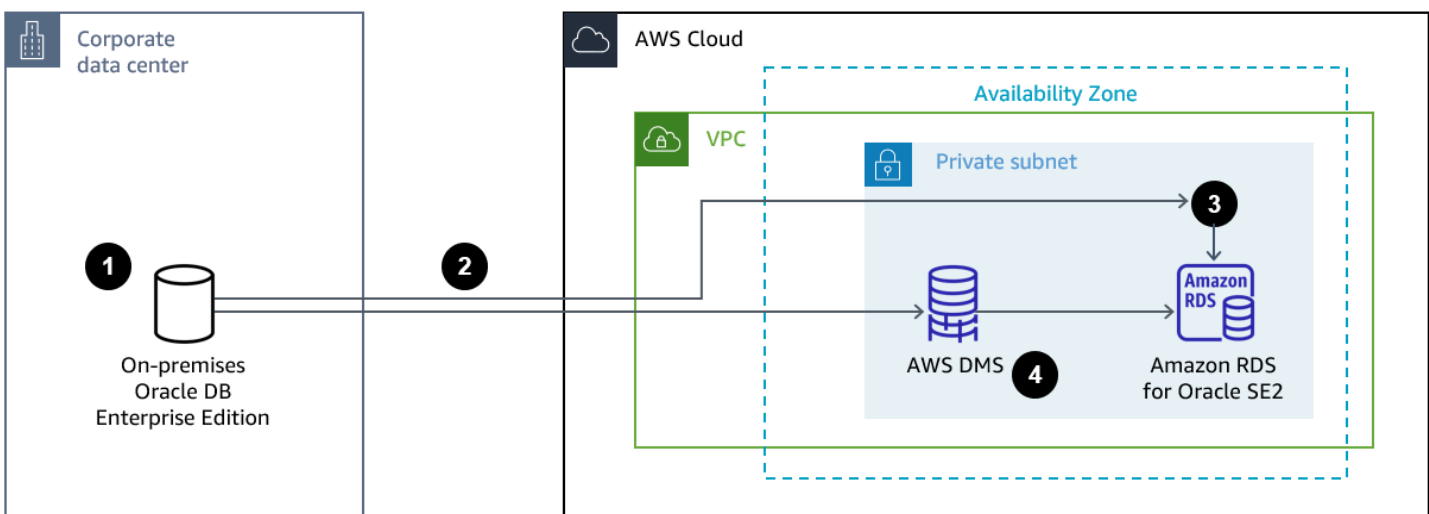 Corporate
data center
AWS Cloud
Availability Zone
VPC
Private subnet
3
1
2
Amazon
RDS
On-premises
Oracle DB
Enterprise Edition
AWS DMS
4
Amazon RDS
for Oracle SE2